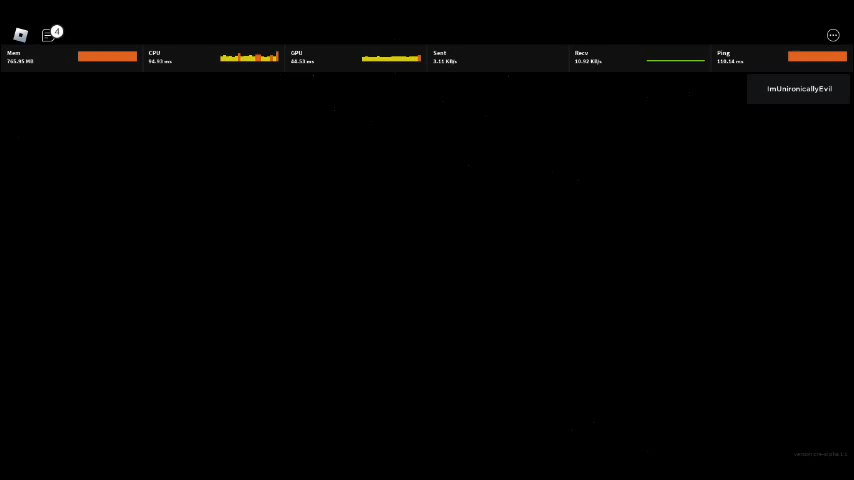 4
Mem
765.95 MB
CPU
94.93 ms
GPU
44.53 ms
Sent
3.11 KB/s
Recv
10.92 KB/s
Ping
110.14 ms
ImUnironicallyEvil